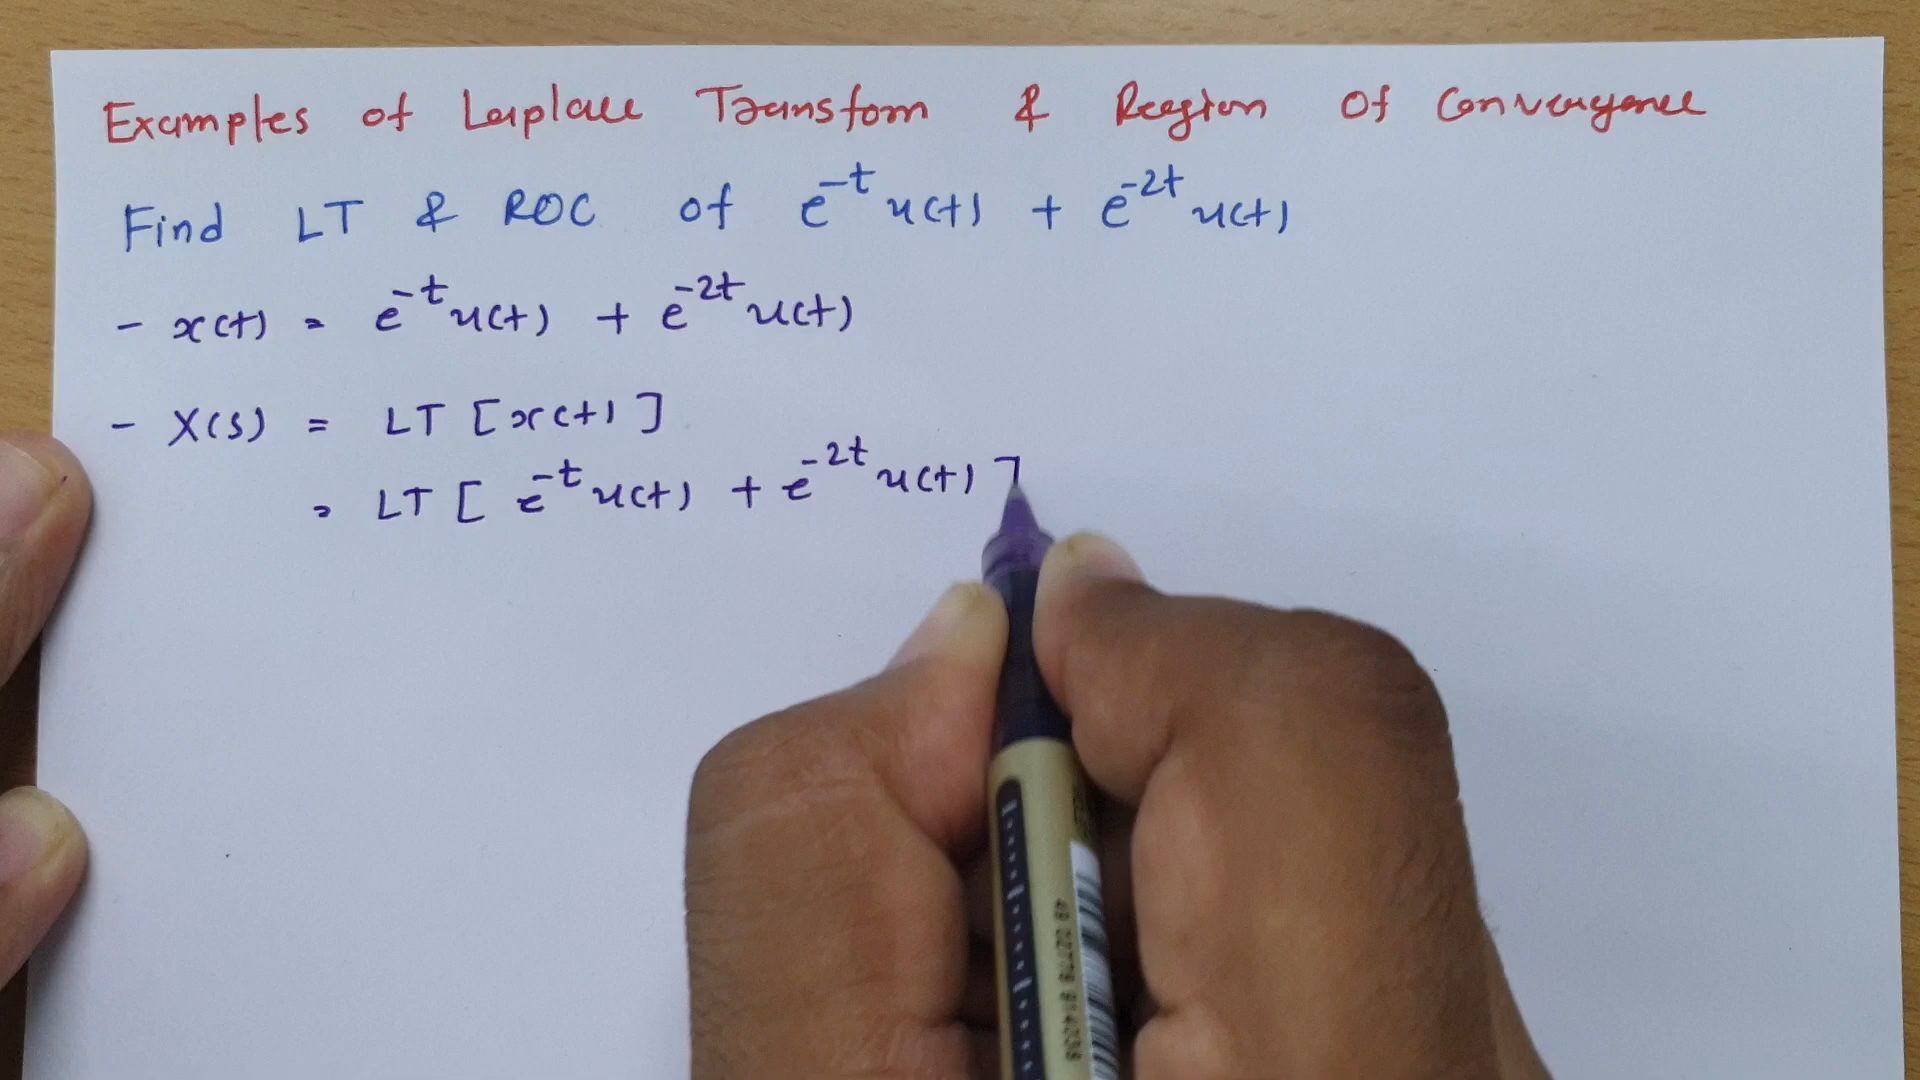 Examples of Laplace Transform & Region Of Convergence
Find LT & ROC of e^-t u(t) + e^-2t u(t)
- x(t) = e^-t u(t) + e^-2t u(t)
- X(s) = LT [x(t)]
= LT [ e^-t u(t) + e^-2t u(t) ]